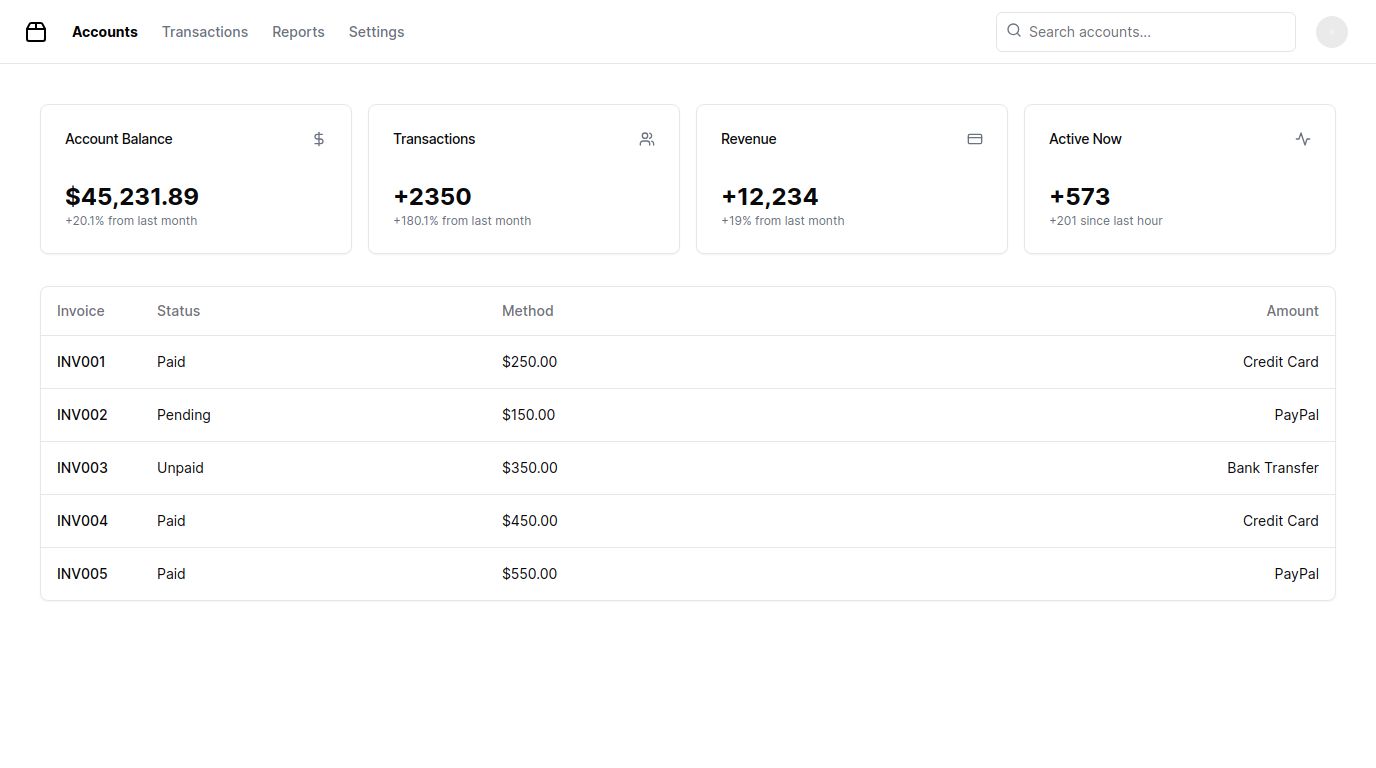 Accounts Transactions Reports Settings Search accounts...
Account Balance Transactions Revenue Active Now
$45,231.89 +2350 +12,234 +573
+20.1% from last month +180.1% from last month +19% from last month +201 since last hour
Invoice Status Method Amount
INV001 Paid $250.00 Credit Card
INV002 Pending $150.00 PayPal
INV003 Unpaid $350.00 Bank Transfer
INV004 Paid $450.00 Credit Card
INV005 Paid $550.00 PayPal